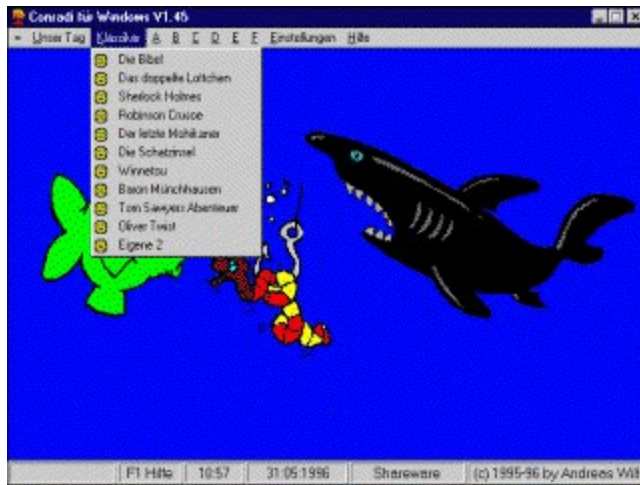 Conradi für Windows V1.45
Unser Tag Klassiker A B C D E F Einstellungen Hilfe
Die Bibel
Das doppelte Lottchen
Sherlock Holmes
Robinson Crusoe
Der letzte Mohikaner
Die Schatzinsel
Winnetou
Baron Münchhausen
Tom Sawyers Abenteuer
Oliver Twist
Eigene 2
F1 Hilfe 10:57 31.05.1996 Shareware (c) 1995-96 by Andreas